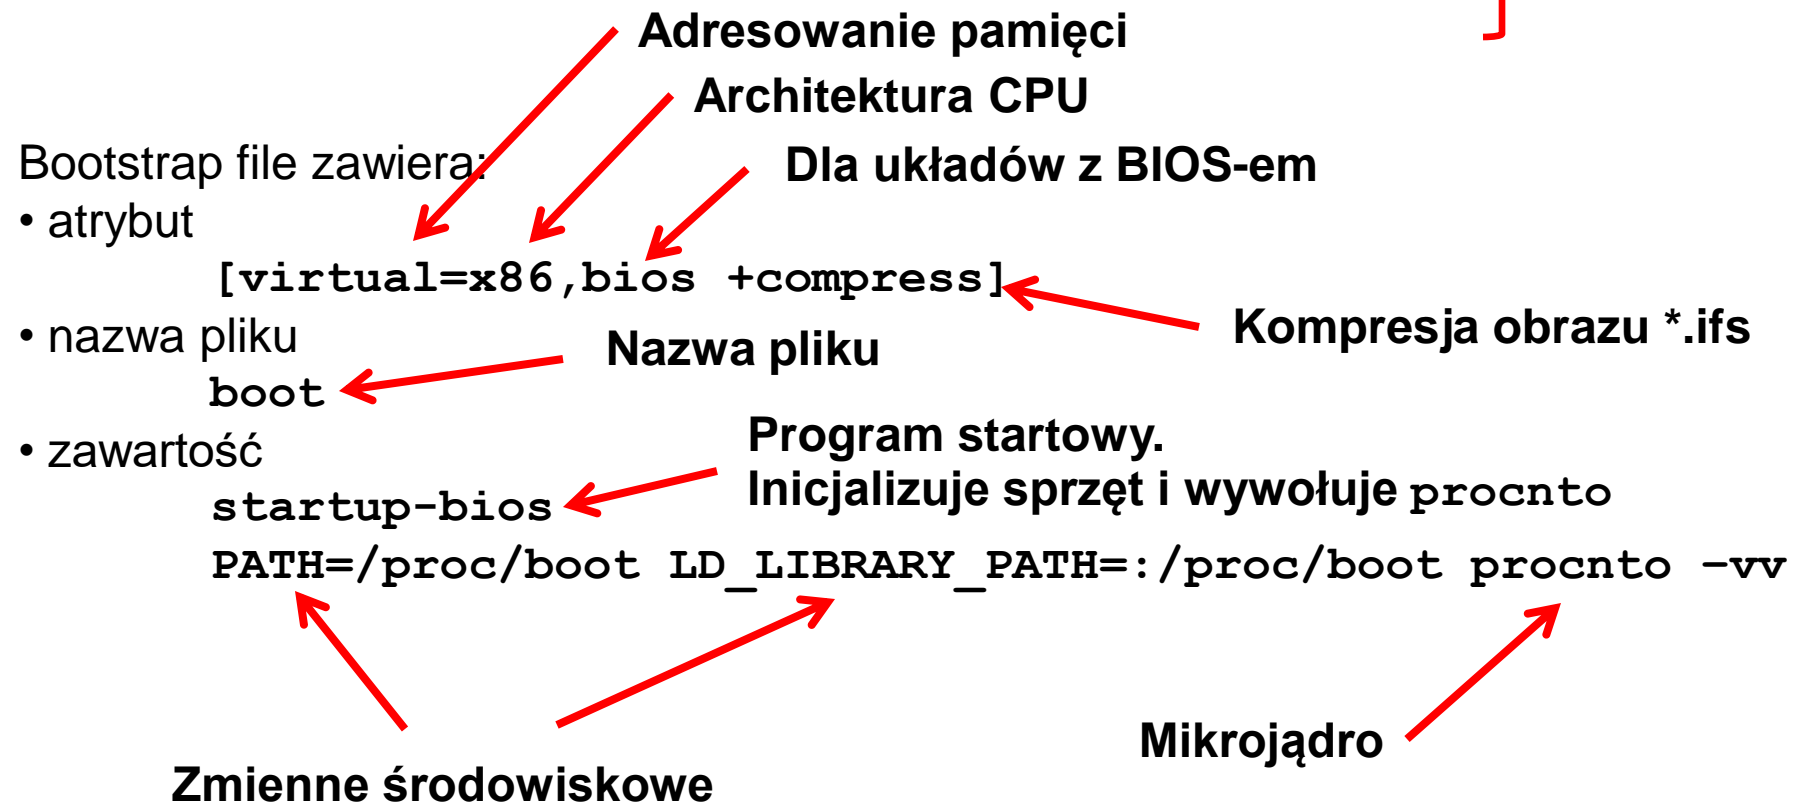 Adresowanie pamięci
Architektura CPU
Bootstrap file zawiera:
Dla układów z BIOS-em
• atrybut
[virtual=x86,bios +compress]
Kompresja obrazu *.ifs
• nazwa pliku
Nazwa pliku
boot
• zawartość
Program startowy.
Inicjalizuje sprzęt i wywołuje procnto
startup-bios
PATH=/proc/boot LD_LIBRARY_PATH=:/proc/boot procnto –vv
Mikrojądro
Zmienne środowiskowe